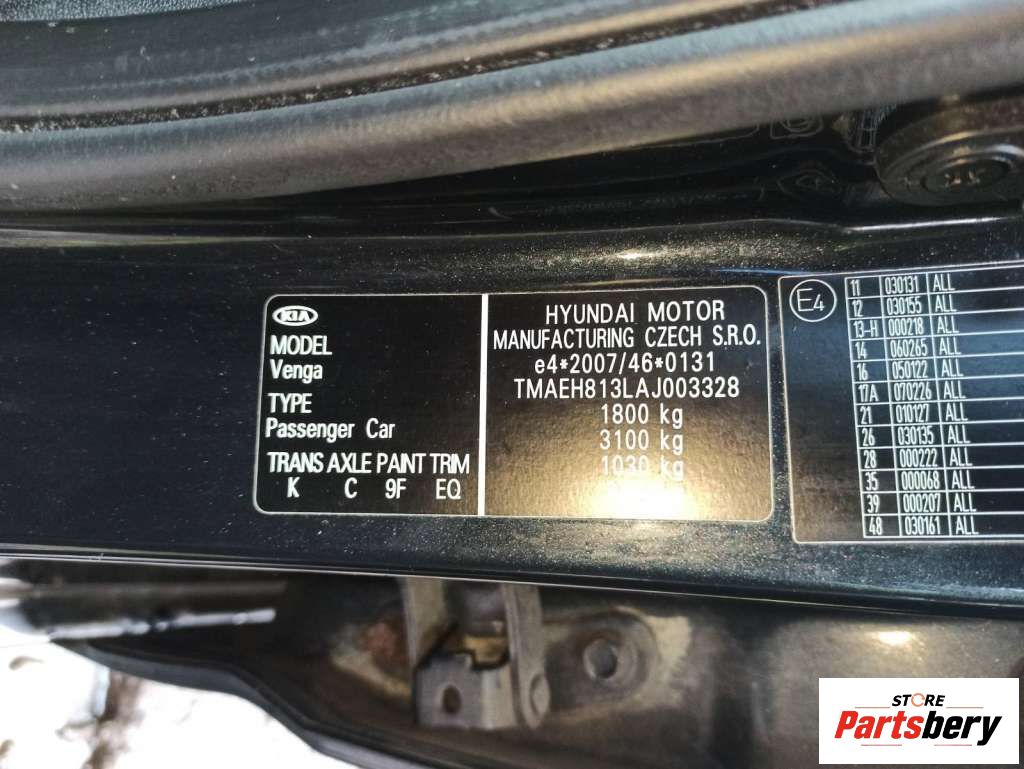 KIA
MODEL
Venga
TYPE
Passenger Car
TRANS AXLE PAINT TRIM
K C 9F EQ
HYUNDAI MOTOR
MANUFACTURING CZECH S.R.O.
e4*2007/46*0131
TMAEH813LAJ003328
1800 kg
3100 kg
1030 kg
E4
11 030131 ALL
12 030155 ALL
13-H 000218 ALL
14 060265 ALL
16 050122 ALL
17A 070226 ALL
21 010127 ALL
26 030135 ALL
28 000222 ALL
35 000068 ALL
39 000207 ALL
48 030161 ALL
STORE
Partsbery